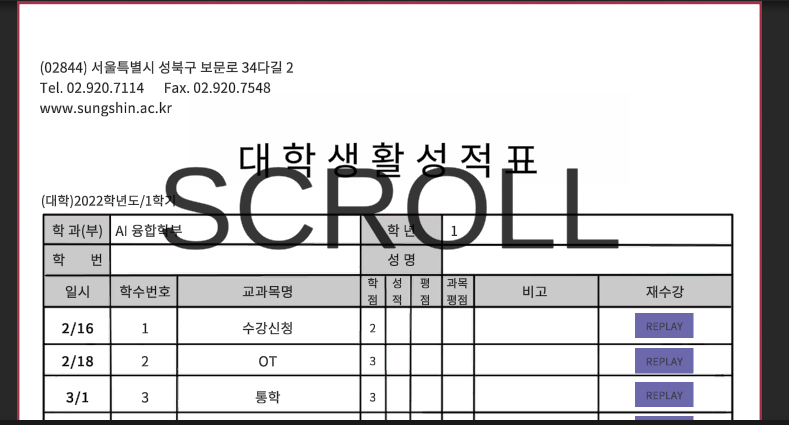 (02844) 서울특별시 성북구 보문로 34다길 2
Tel. 02.920.7114 Fax. 02.920.7548
www.sungshin.ac.kr
대학생활성적표
SCROLL
(대학)2022학년도/1학기
학 과(부) AI 융합학부 학 년 1
학 번 성 명
일시 학수번호 교과목명 학점 성적 평점 과목평점 비고 재수강
2/16 1 수강신청 2 REPLAY
2/18 2 OT 3 REPLAY
3/1 3 통학 3 REPLAY